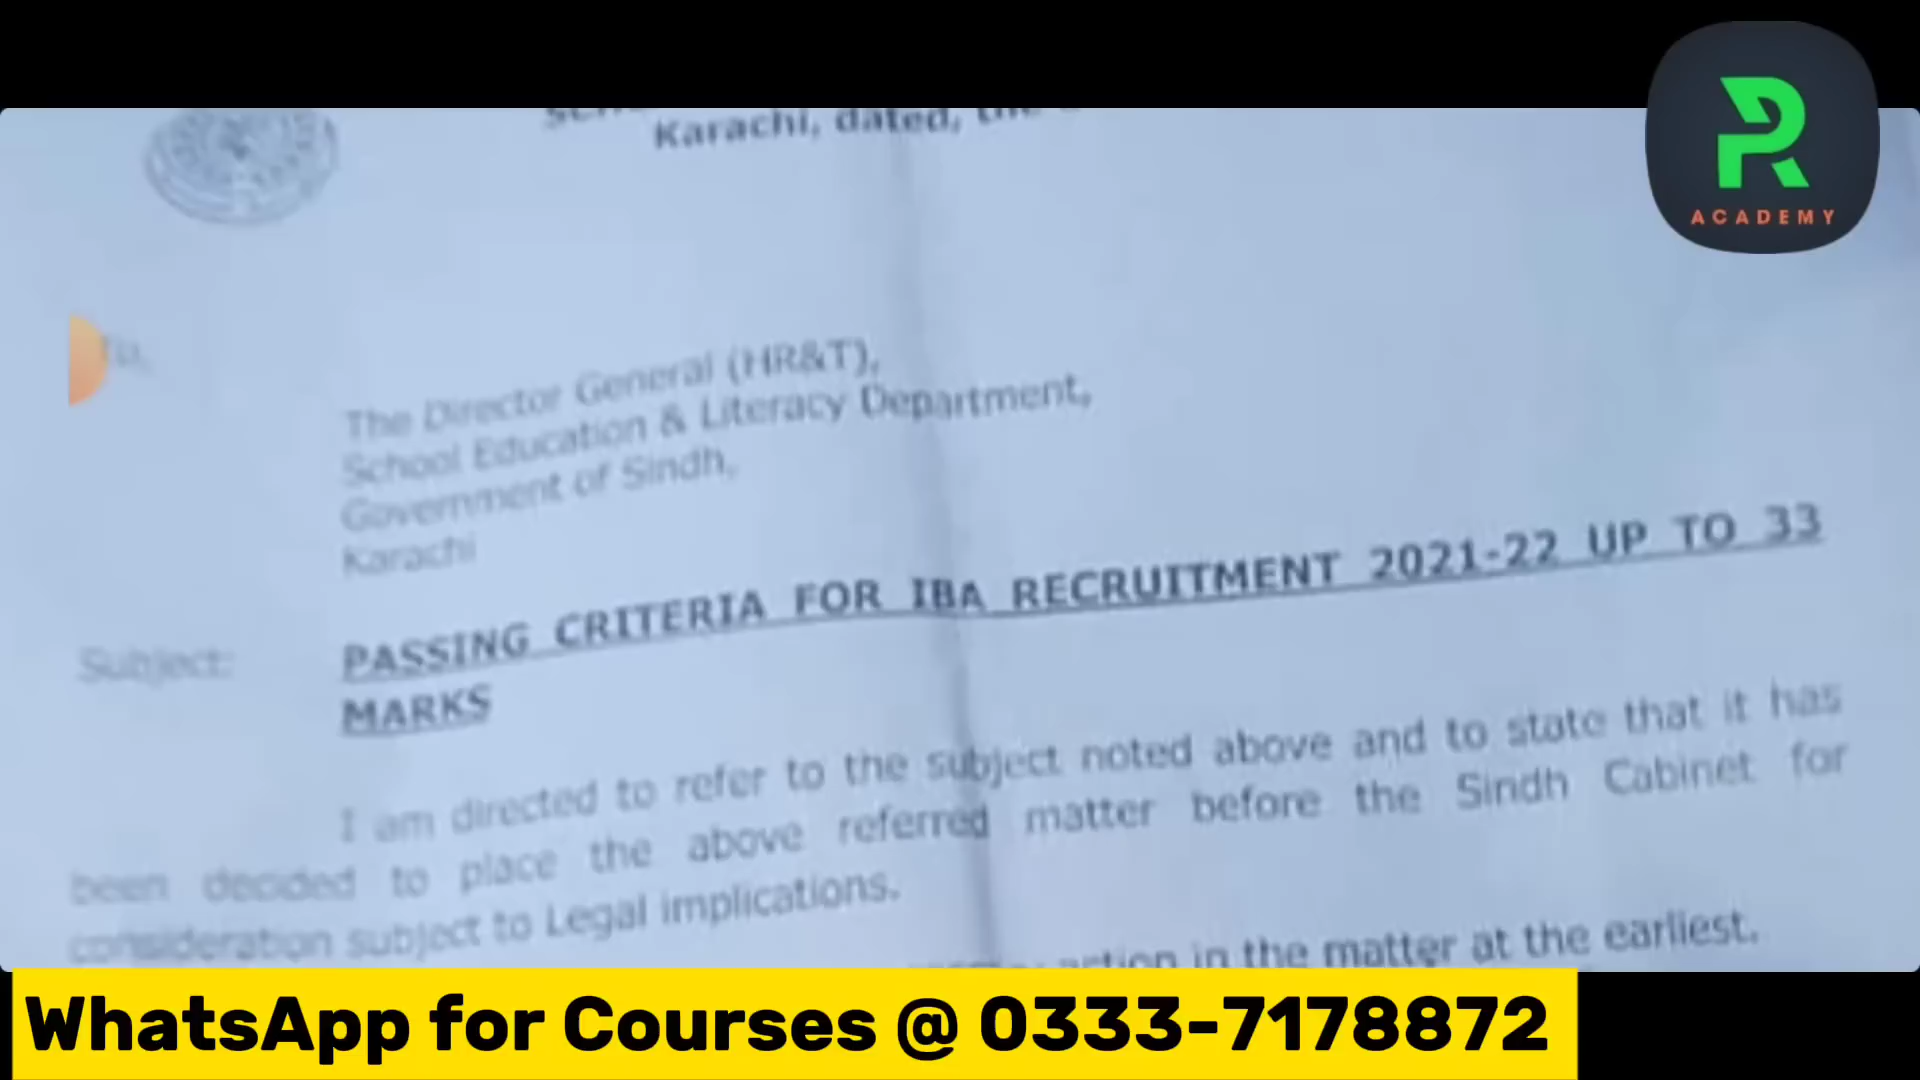 Karachi, dated, the
R
ACADEMY
To,
The Director General (HR&T),
School Education & Literacy Department,
Government of Sindh,
Karachi
Subject: PASSING CRITERIA FOR IBA RECRUITMENT 2021-22 UP TO 33
MARKS
I am directed to refer to the subject noted above and to state that it has
been decided to place the above referred matter before the Sindh Cabinet for
consideration subject to Legal implications.
action in the matter at the earliest.
WhatsApp for Courses @ 0333-7178872